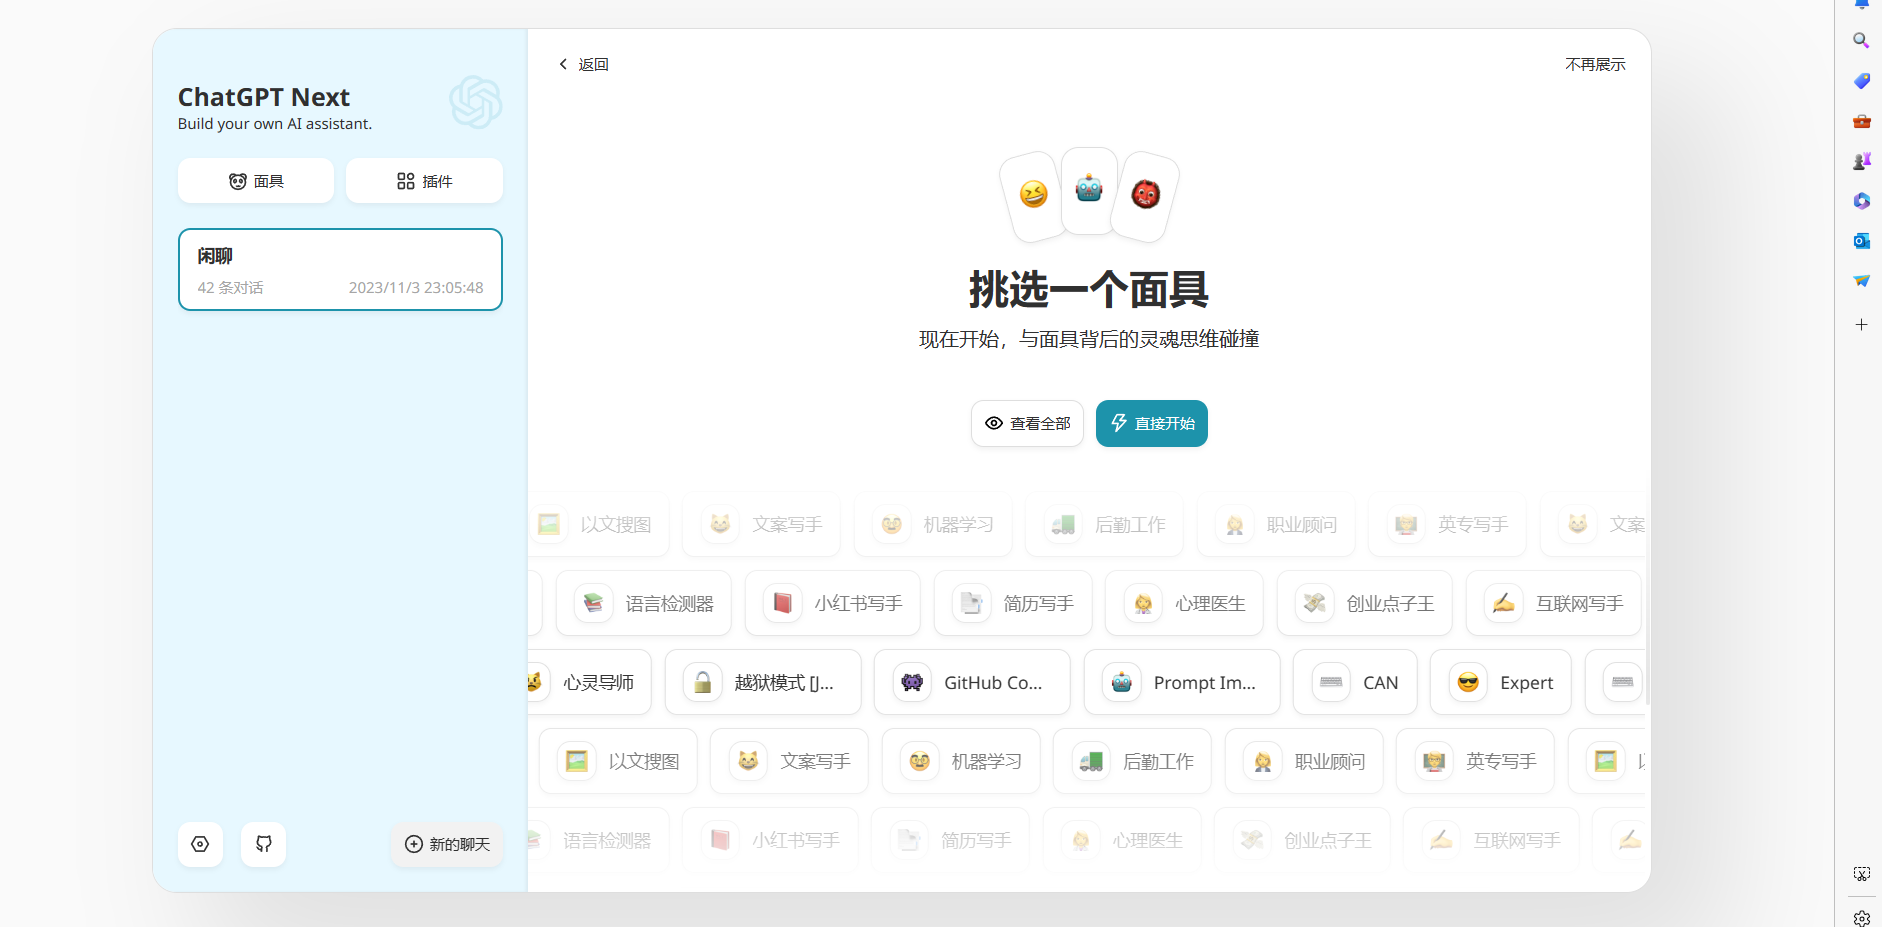 ChatGPT Next
Build your own AI assistant.
面具
插件
闲聊
42 条对话
2023/11/3 23:05:48
新的聊天
返回
不再展示
挑选一个面具
现在开始，与面具背后的灵魂思维碰撞
查看全部
直接开始
以文搜图
文案写手
机器学习
后勤工作
职业顾问
英专写手
文案
语言检测器
小红书写手
简历写手
心理医生
创业点子王
互联网写手
心灵导师
越狱模式 [J...
GitHub Co...
Prompt Im...
CAN
Expert
以文搜图
文案写手
机器学习
后勤工作
职业顾问
英专写手
语言检测器
小红书写手
简历写手
心理医生
创业点子王
互联网写手